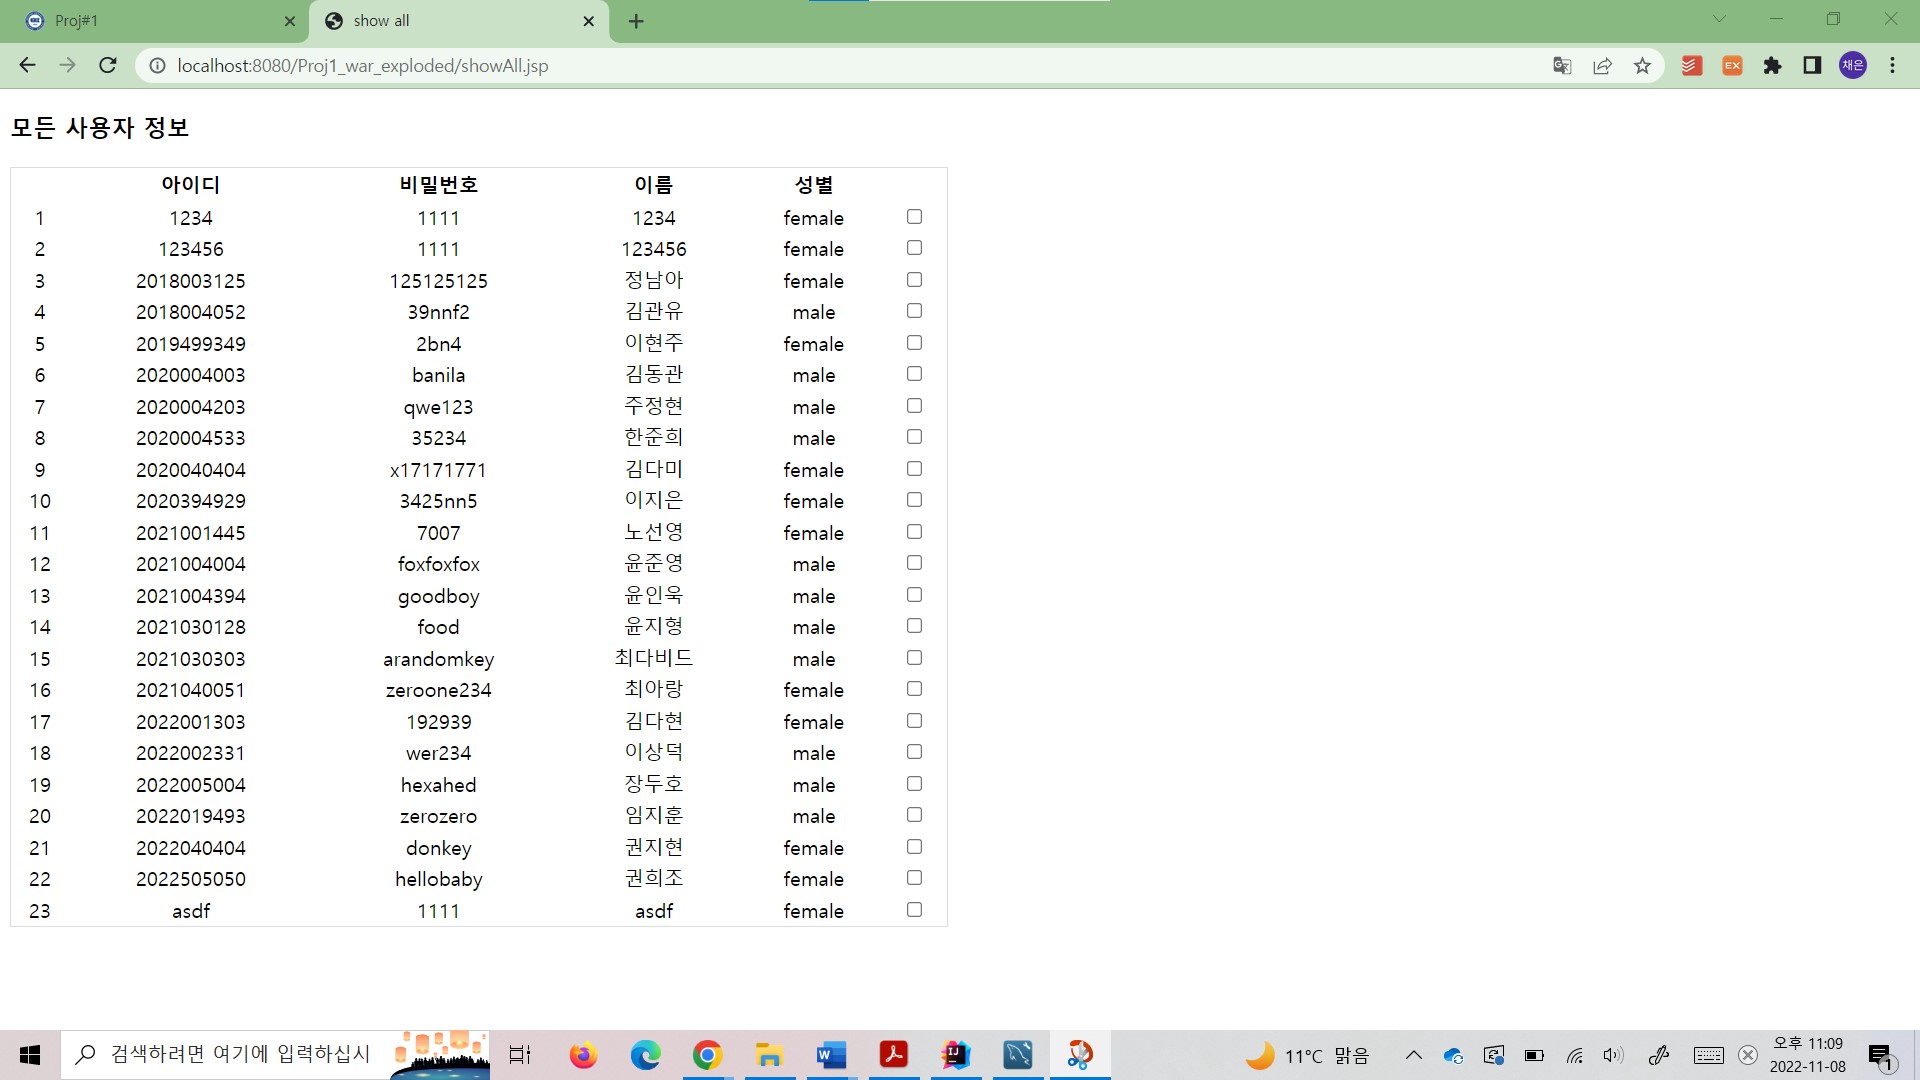 Proj#1
show all
localhost:8080/Proj1_war_exploded/showAll.jsp
EX
채은
모든 사용자 정보
아이디 비밀번호 이름 성별
1 1234 1111 1234 female
2 123456 1111 123456 female
3 2018003125 125125125 정남아 female
4 2018004052 39nnf2 김관유 male
5 2019499349 2bn4 이현주 female
6 2020004003 banila 김동관 male
7 2020004203 qwe123 주정현 male
8 2020004533 35234 한준희 male
9 2020040404 x17171771 김다미 female
10 2020394929 3425nn5 이지은 female
11 2021001445 7007 노선영 female
12 2021004004 foxfoxfox 윤준영 male
13 2021004394 goodboy 윤인욱 male
14 2021030128 food 윤지형 male
15 2021030303 arandomkey 최다비드 male
16 2021040051 zeroone234 최아랑 female
17 2022001303 192939 김다현 female
18 2022002331 wer234 이상덕 male
19 2022005004 hexahed 장두호 male
20 2022019493 zerozero 임지훈 male
21 2022040404 donkey 권지현 female
22 2022505050 hellobaby 권희조 female
23 asdf 1111 asdf female
검색하려면 여기에 입력하십시
W
IJ
11°C 맑음
오후 11:09
2022-11-08
1